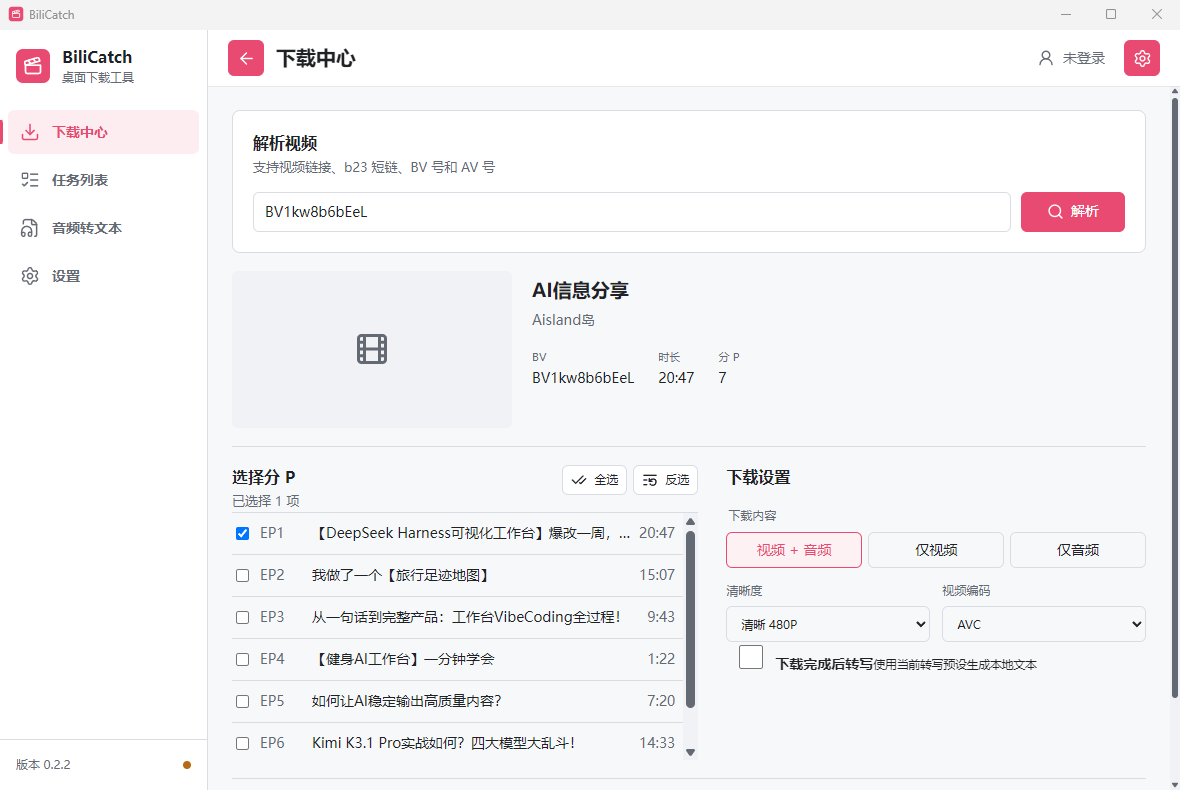 BiliCatch
BiliCatch
桌面下载工具
下载中心
任务列表
音频转文本
设置
版本 0.2.2
下载中心
未登录
解析视频
支持视频链接、b23 短链、BV 号和 AV 号
BV1kw8b6bEeL
解析
AI信息分享
Aisland岛
BV 时长 分 P
BV1kw8b6bEeL 20:47 7
选择分 P
全选 反选
已选择 1 项
EP1 【DeepSeek Harness可视化工作台】爆改一周，... 20:47
EP2 我做了一个【旅行足迹地图】 15:07
EP3 从一句话到完整产品：工作台VibeCoding全过程！ 9:43
EP4 【健身AI工作台】一分钟学会 1:22
EP5 如何让AI稳定输出高质量内容？ 7:20
EP6 Kimi K3.1 Pro实战如何？四大模型大乱斗！ 14:33
下载设置
下载内容
视频 + 音频 仅视频 仅音频
清晰度 视频编码
清晰 480P AVC
下载完成后转写使用当前转写预设生成本地文本